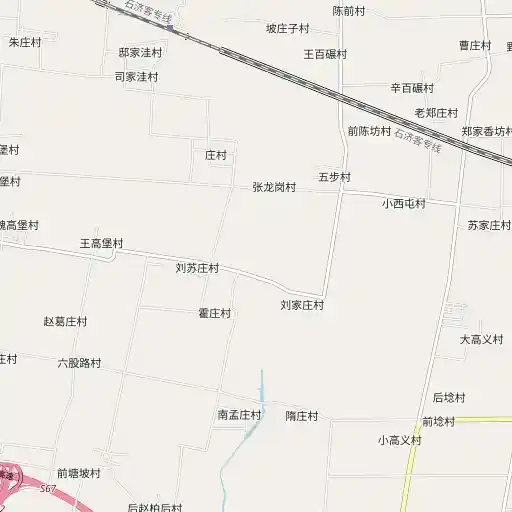 石济客专线
陈前村
坡庄子村
朱庄村
邸家洼村
王百碾村
曹庄村
司家洼村
辛百碾村
老郑庄村
前陈坊村
郑家香坊村
石济客专线
堡村
庄村
五步村
堡村
张龙岗村
小西屯村
高堡村
苏家庄村
王高堡村
刘苏庄村
刘家庄村
霍庄村
赵葛庄村
大高义村
庄村
六股路村
后埝村
南孟庄村
隋庄村
前埝村
小高义村
前塘坡村
S67
后赵柏后村